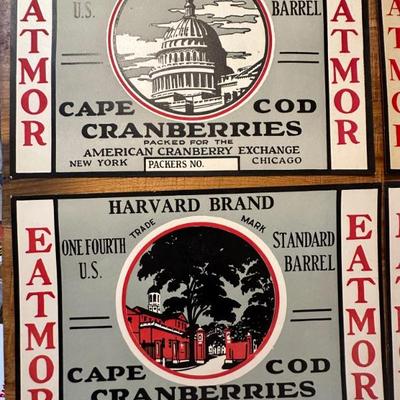 U.S. BARREL
EATMOR
EATMOR
CAPE COD
CRANBERRIES
PACKED FOR THE
AMERICAN CRANBERRY EXCHANGE
NEW YORK PACKERS NO. CHICAGO
HARVARD BRAND
TRADE MARK
ONE FOURTH STANDARD
U.S. BARREL
EATMOR
EATMOR
CAPE COD
CRANBERRIES